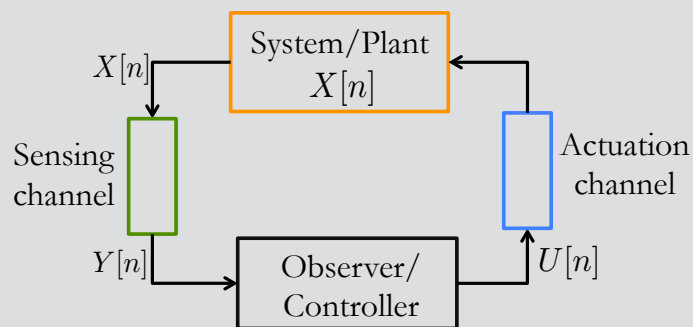 System/Plant
X[n]
X[n]
Sensing
channel
Actuation
channel
Y[n]
Observer/
Controller
U[n]